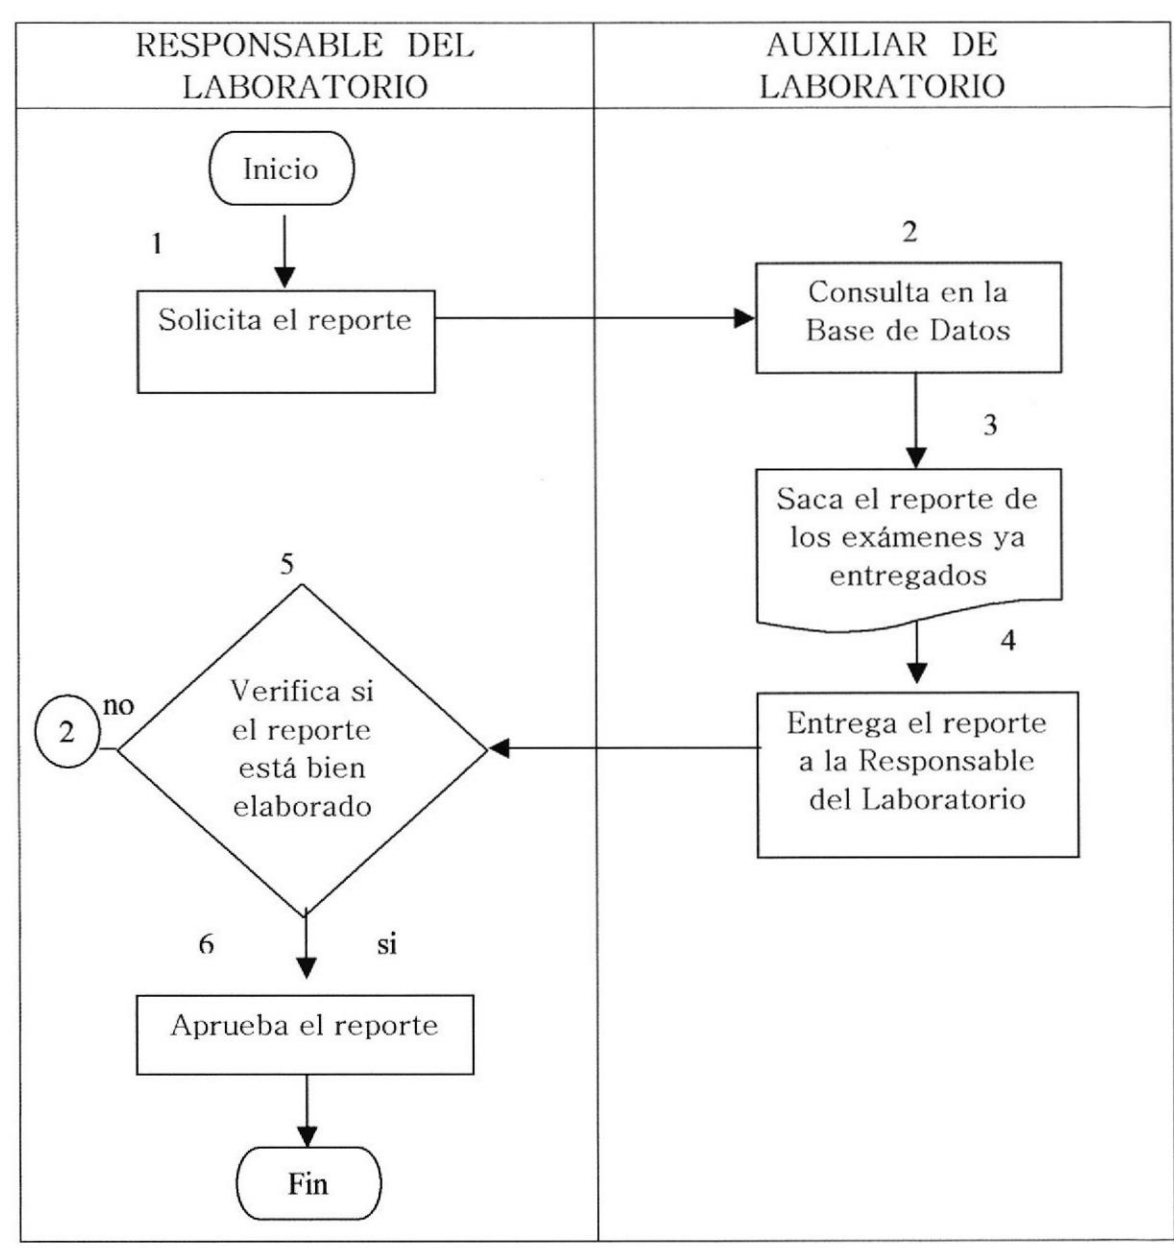 RESPONSABLE DEL
LABORATORIO
AUXILIAR DE
LABORATORIO
Inicio
1
Solicita el reporte
2
Consulta en la
Base de Datos
3
Saca el reporte de
los exámenes ya
entregados
4
Entrega el reporte
a la Responsable
del Laboratorio
5
Verifica si
el reporte
está bien
elaborado
no
2
6
si
Aprueba el reporte
Fin